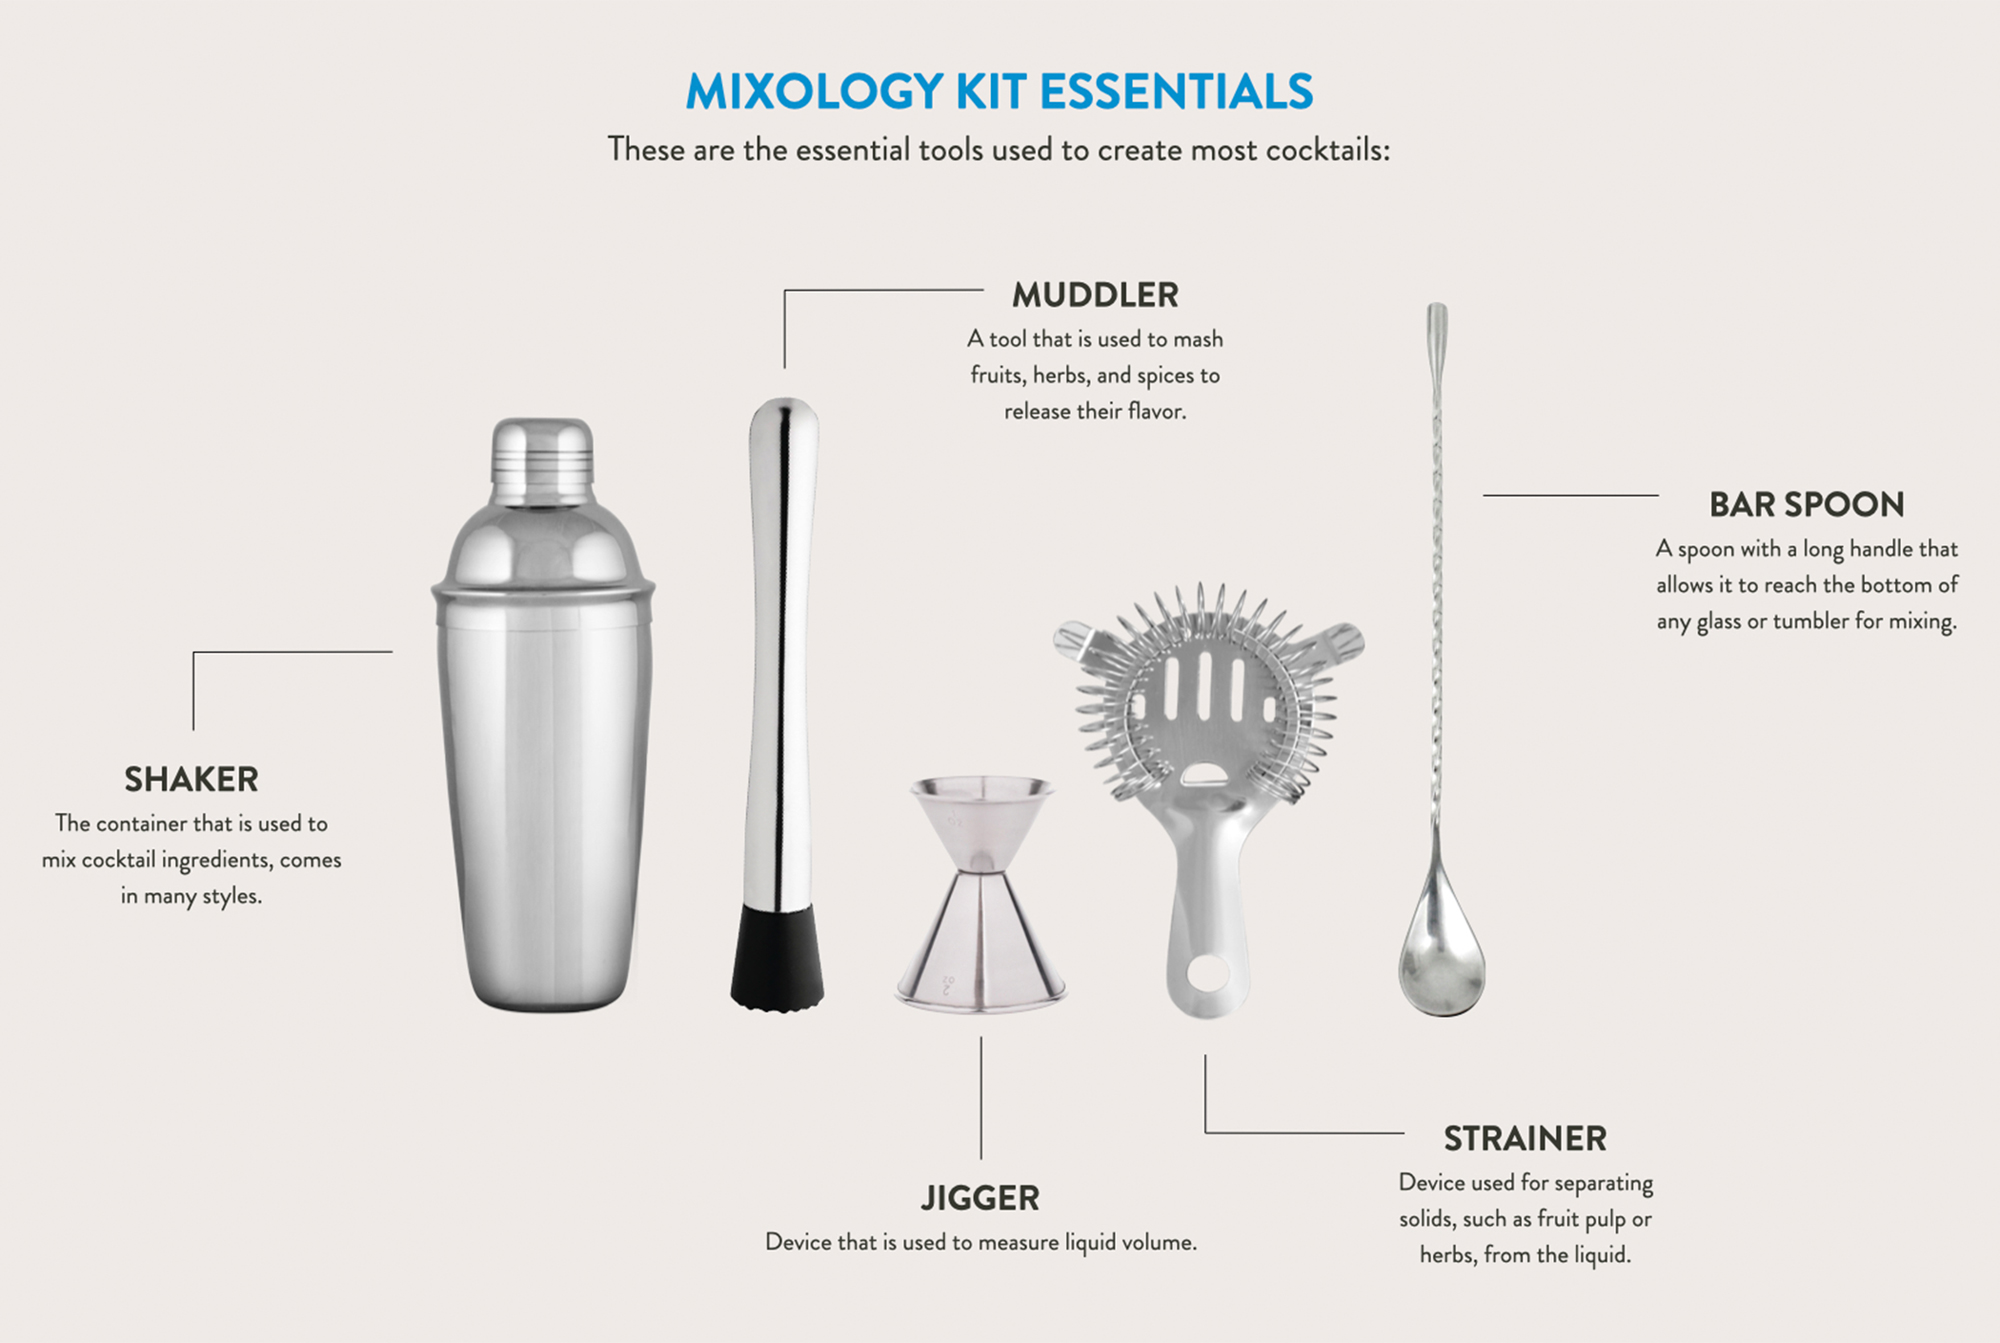 MIXOLOGY KIT ESSENTIALS
These are the essential tools used to create most cocktails:
MUDDLER
A tool that is used to mash
fruits, herbs, and spices to
release their flavor.
BAR SPOON
A spoon with a long handle that
allows it to reach the bottom of
any glass or tumbler for mixing.
SHAKER
The container that is used to
mix cocktail ingredients, comes
in many styles.
JIGGER
Device that is used to measure liquid volume.
STRAINER
Device used for separating
solids, such as fruit pulp or
herbs, from the liquid.